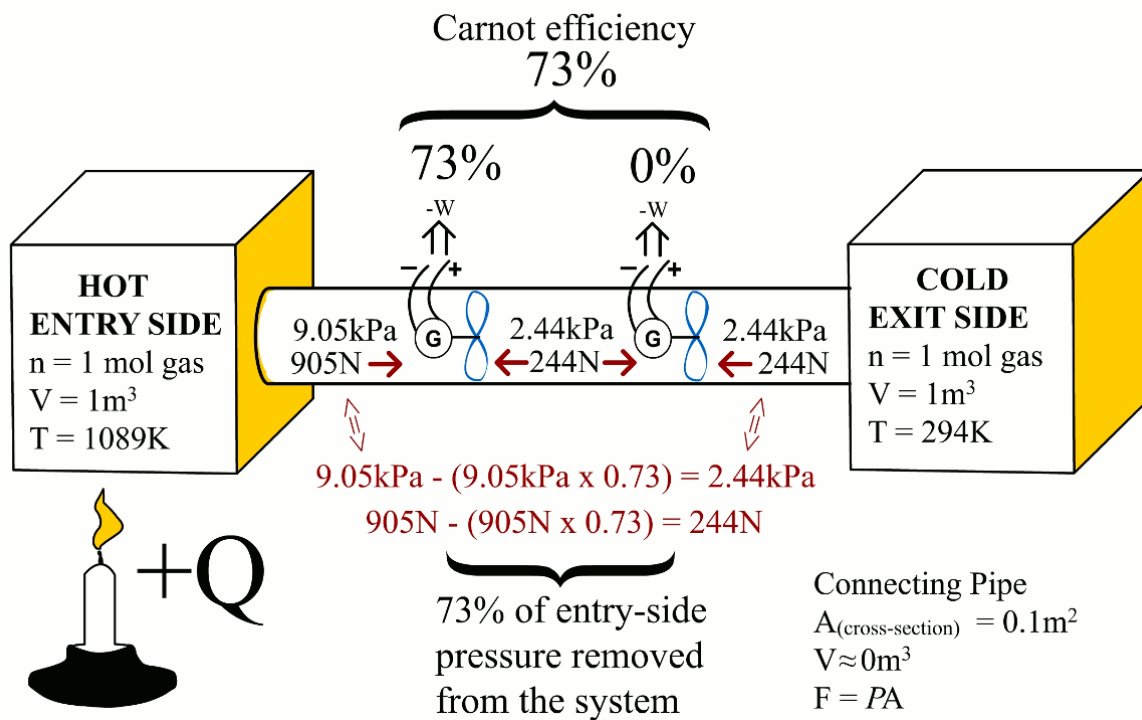 Carnot efficiency
73%
73%
0%
-W
-W
− +
− +
HOT
ENTRY SIDE
n = 1 mol gas
V = 1m³
T = 1089K
9.05kPa
905N
G
2.44kPa
244N
G
2.44kPa
244N
COLD
EXIT SIDE
n = 1 mol gas
V = 1m³
T = 294K
9.05kPa - (9.05kPa x 0.73) = 2.44kPa
905N - (905N x 0.73) = 244N
+Q
73% of entry-side
pressure removed
from the system
Connecting Pipe
A(cross-section) = 0.1m²
V≈0m³
F = PA